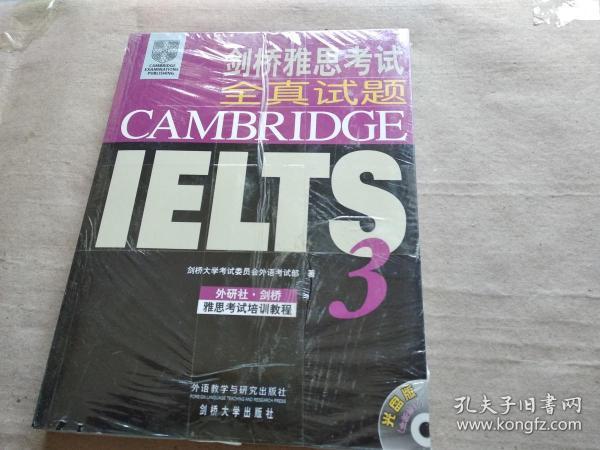 CAMBRIDGE
EXAMINATIONS
PUBLISHING
剑桥雅思考试
全真试题
CAMBRIDGE
IELTS
3
剑桥大学考试委员会外语考试部 著
外研社·剑桥
雅思考试培训教程
外语教学与研究出版社
FOREIGN LANGUAGE TEACHING AND RESEARCH PRESS
剑桥大学出版社
光盘版
孔夫子旧书网